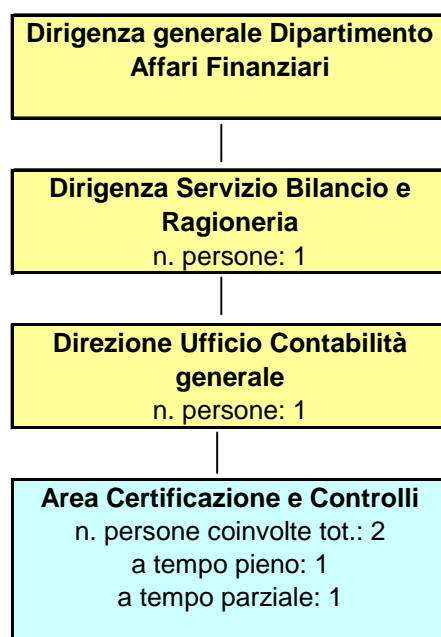 Dirigenza generale Dipartimento
Affari Finanziari
Dirigenza Servizio Bilancio e
Ragioneria
n. persone: 1
Direzione Ufficio Contabilità
generale
n. persone: 1
Area Certificazione e Controlli
n. persone coinvolte tot.: 2
a tempo pieno: 1
a tempo parziale: 1